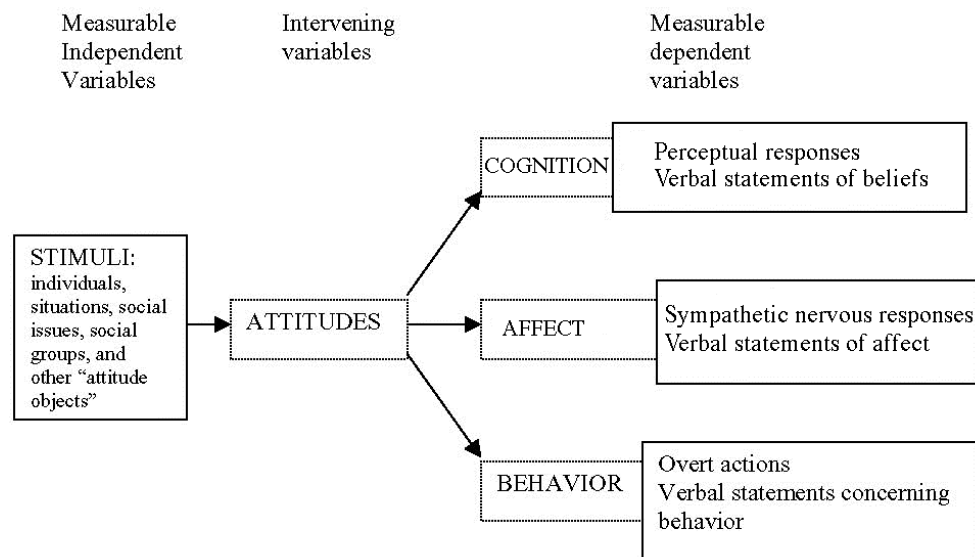 Measurable
Independent
Variables
Intervening
variables
Measurable
dependent
variables
STIMULI:
individuals,
situations, social
issues, social
groups, and
other “attitude
objects”
ATTITUDES
COGNITION
Perceptual responses
Verbal statements of beliefs
AFFECT
Sympathetic nervous responses
Verbal statements of affect
BEHAVIOR
Overt actions
Verbal statements concerning
behavior